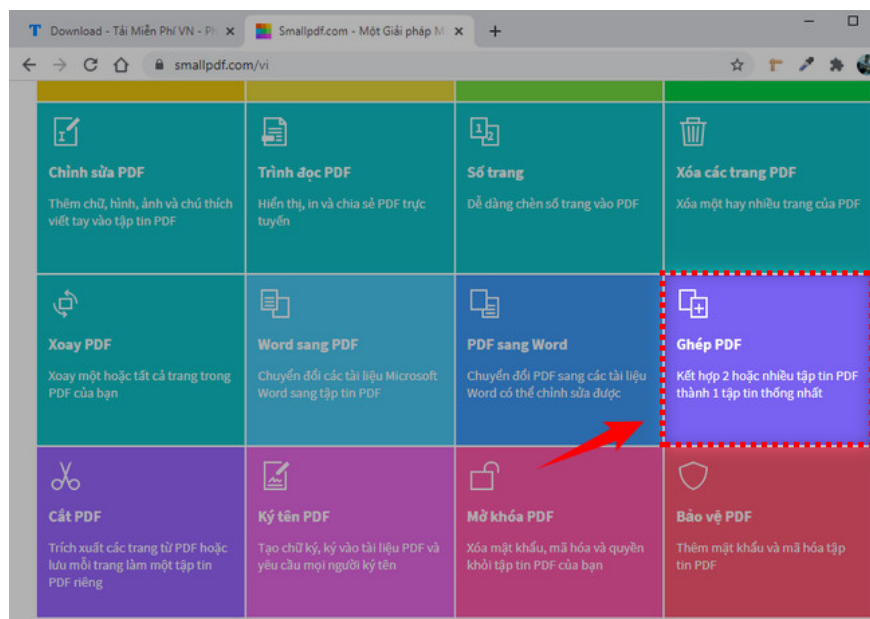 Download - Tải Miễn Phí VN - Ph
Smallpdf.com - Một Giải pháp M
smallpdf.com/vi
Chỉnh sửa PDF
Thêm chữ, hình, ảnh và chú thích
viết tay vào tập tin PDF
Trình đọc PDF
Hiển thị, in và chia sẻ PDF trực
tuyến
Số trang
Dễ dàng chèn số trang vào PDF
Xóa các trang PDF
Xóa một hay nhiều trang của PDF
Xoay PDF
Xoay một hoặc tất cả trang trong
PDF của bạn
Word sang PDF
Chuyển đổi các tài liệu Microsoft
Word sang tập tin PDF
PDF sang Word
Chuyển đổi PDF sang các tài liệu
Word có thể chỉnh sửa được
Ghép PDF
Kết hợp 2 hoặc nhiều tập tin PDF
thành 1 tập tin thống nhất
Cắt PDF
Trích xuất các trang từ PDF hoặc
lưu mỗi trang làm một tập tin
PDF riêng
Ký tên PDF
Tạo chữ ký, ký vào tài liệu PDF và
yêu cầu mọi người ký tên
Mở khóa PDF
Xóa mật khẩu, mã hóa và quyền
khỏi tập tin PDF của bạn
Bảo vệ PDF
Thêm mật khẩu và mã hóa tập
tin PDF